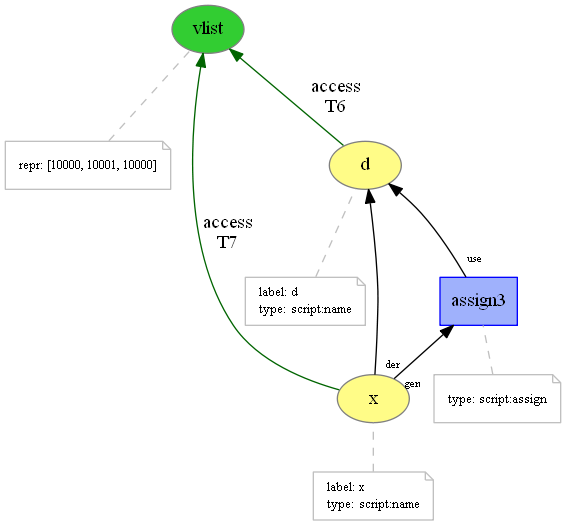 vlist
access
T6
repr: [10000, 10001, 10000]
d
access
T7
use
label: d
type: script:name
assign3
der
gen
x
type: script:assign
label: x
type: script:name